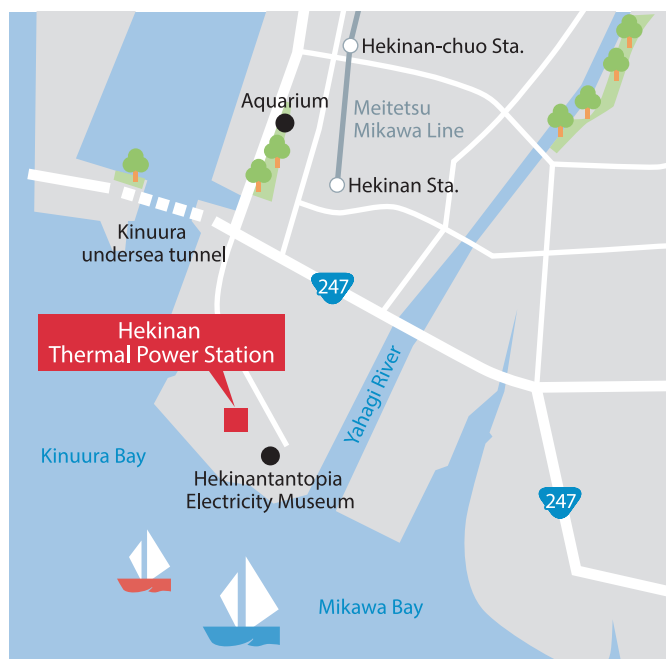 Hekinan-chuo Sta.
Aquarium
Meitetsu
Mikawa Line
Hekinan Sta.
Kinuura
undersea tunnel
247
Hekinan
Thermal Power Station
Yahagi River
Kinuura Bay
Hekinantantopia
Electricity Museum
247
Mikawa Bay